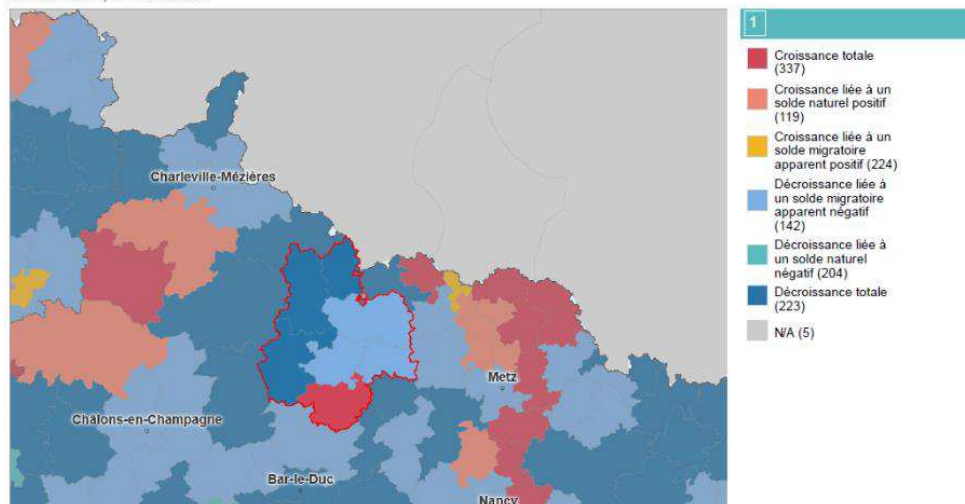 Charleville-Mézières
Metz
Châlons-en-Champagne
Bar-le-Duc
Nancy
1
Croissance totale
(337)
Croissance liée à un
solde naturel positif
(119)
Croissance liée à un
solde migratoire
apparent positif (224)
Décroissance liée à
un solde migratoire
apparent négatif
(142)
Décroissance liée à
un solde naturel
négatif (204)
Décroissance totale
(223)
N/A (5)